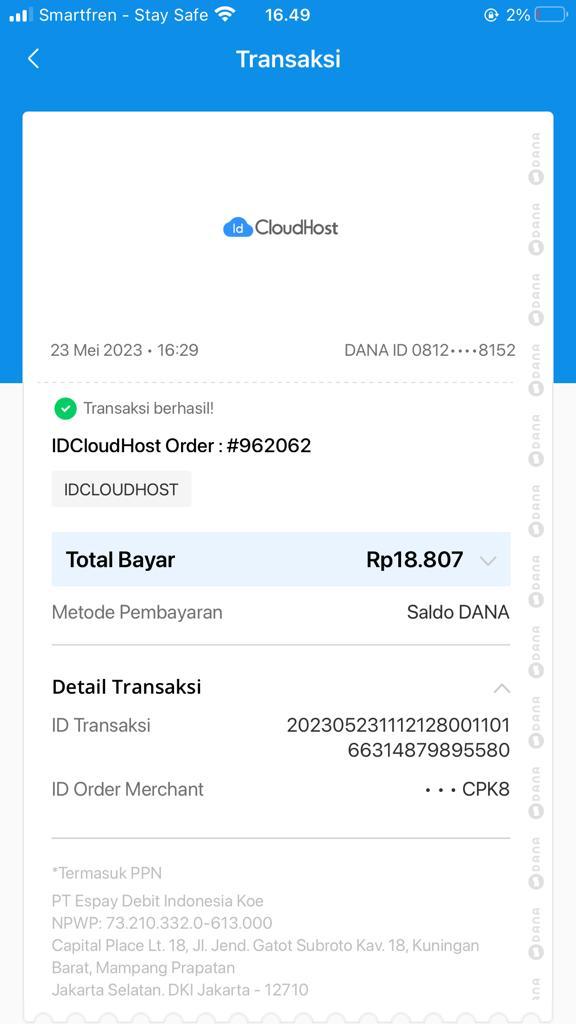 Smartfren - Stay Safe 16.49 2%
Transaksi
Id CloudHost
23 Mei 2023 • 16:29 DANA ID 0812••••8152
Transaksi berhasil!
IDCloudHost Order : #962062
IDCLOUDHOST
Total Bayar Rp18.807
Metode Pembayaran Saldo DANA
Detail Transaksi
ID Transaksi 202305231112128001101
66314879895580
ID Order Merchant • • • CPK8
*Termasuk PPN
PT Espay Debit Indonesia Koe
NPWP: 73.210.332.0-613.000
Capital Place Lt. 18, Jl. Jend. Gatot Subroto Kav. 18, Kuningan
Barat, Mampang Prapatan
Jakarta Selatan. DKI Jakarta - 12710
DANA
DANA
DANA
DANA
DANA
DANA
DANA
DANA
DANA
DANA
DANA
DANA